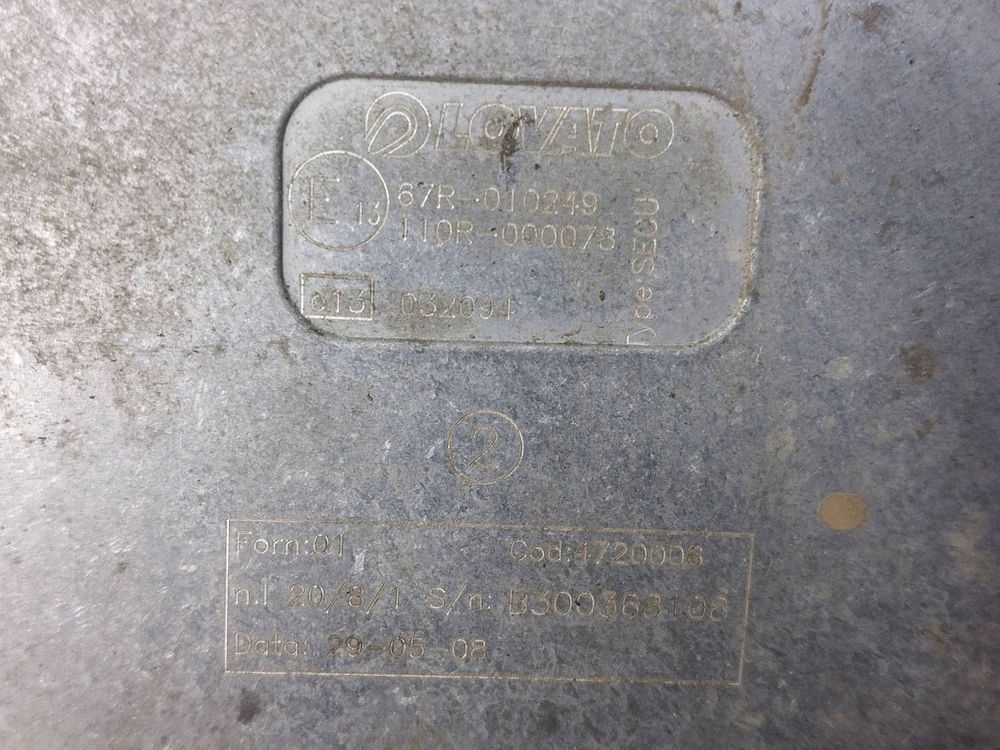 LOVATO
E 13
67R-010249
110R-000078
Type SECU
e13 032094
2
Forn:01 Cod:4720006
n.l 20/8/1 S/n: B300368108
Data: 29-05-08